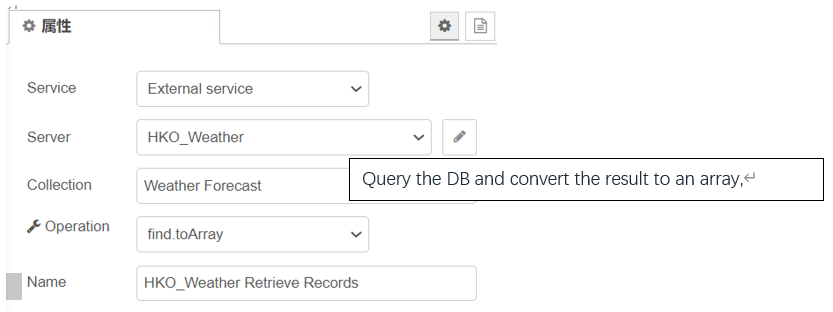 属性
Service External service
Server HKO_Weather
Collection Weather Forecast
Query the DB and convert the result to an array,
Operation find.toArray
Name HKO_Weather Retrieve Records